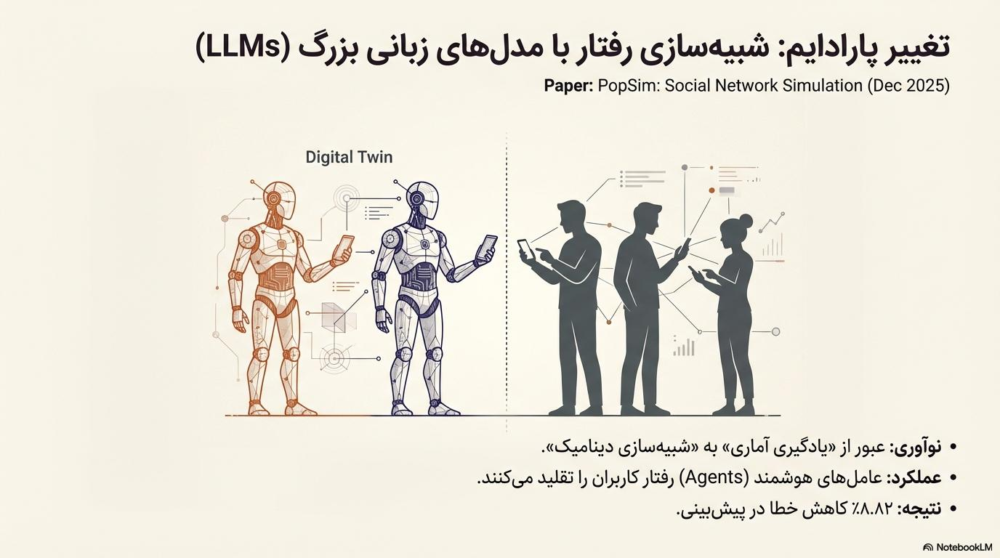 تغییر پارادایم: شبیه‌سازی رفتار با مدل‌های زبانی بزرگ (LLMs)
Paper: PopSim: Social Network Simulation (Dec 2025)
Digital Twin
• نوآوری: عبور از «یادگیری آماری» به «شبیه‌سازی دینامیک».
• عملکرد: عامل‌های هوشمند (Agents) رفتار کاربران را تقلید می‌کنند.
• نتیجه: ۸.۸۲٪ کاهش خطا در پیش‌بینی.
NotebookLM